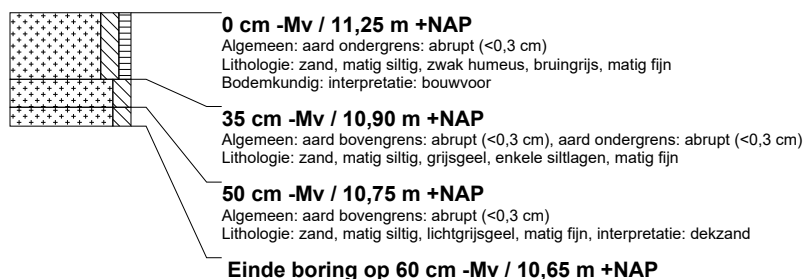 0 cm -Mv / 11,25 m +NAP
Algemeen: aard ondergrens: abrupt (<0,3 cm)
Lithologie: zand, matig siltig, zwak humeus, bruingrijs, matig fijn
Bodemkundig: interpretatie: bouwvoor
35 cm -Mv / 10,90 m +NAP
Algemeen: aard bovengrens: abrupt (<0,3 cm), aard ondergrens: abrupt (<0,3 cm)
Lithologie: zand, matig siltig, grijsgeel, enkele siltlagen, matig fijn
50 cm -Mv / 10,75 m +NAP
Algemeen: aard bovengrens: abrupt (<0,3 cm)
Lithologie: zand, matig siltig, lichtgrijsgeel, matig fijn, interpretatie: dekzand
Einde boring op 60 cm -Mv / 10,65 m +NAP